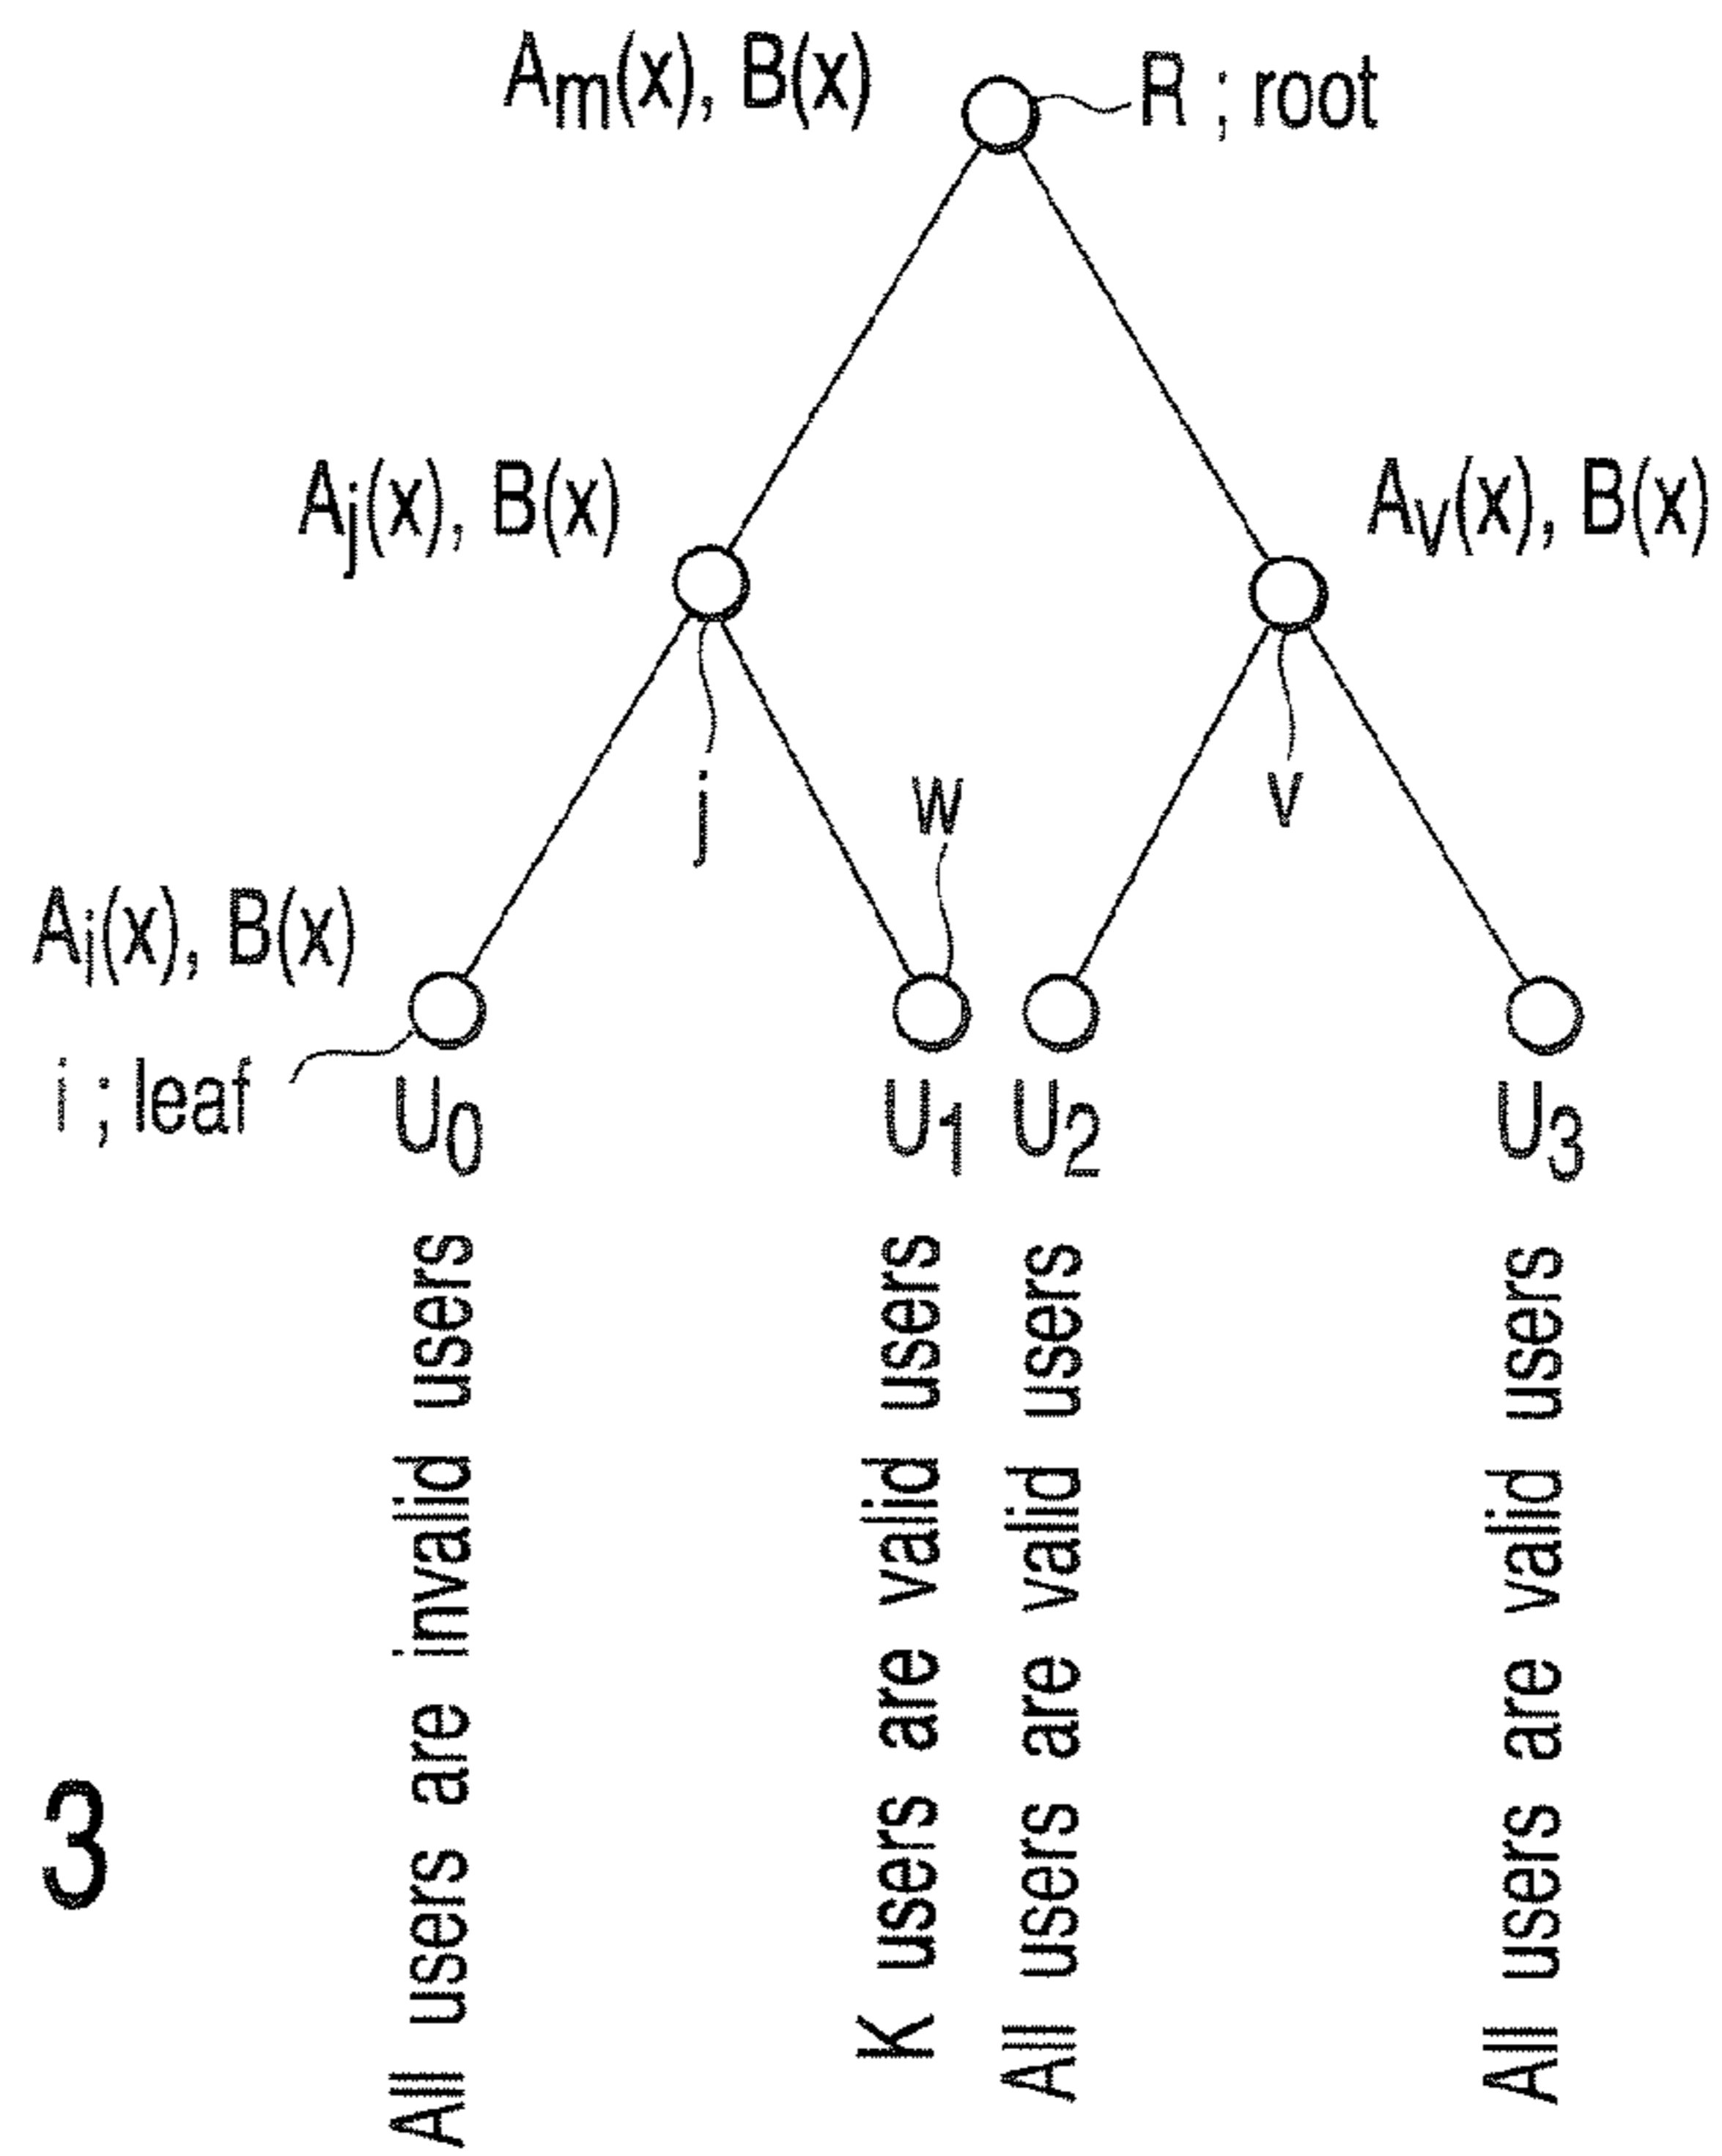 Am(x), B(x)
R ; root
Aj(x), B(x)
Av(x), B(x)
j
w
v
Ai(x), B(x)
i ; leaf
U0
U1
U2
U3
All users are invalid users
K users are valid users
All users are valid users
All users are valid users
3